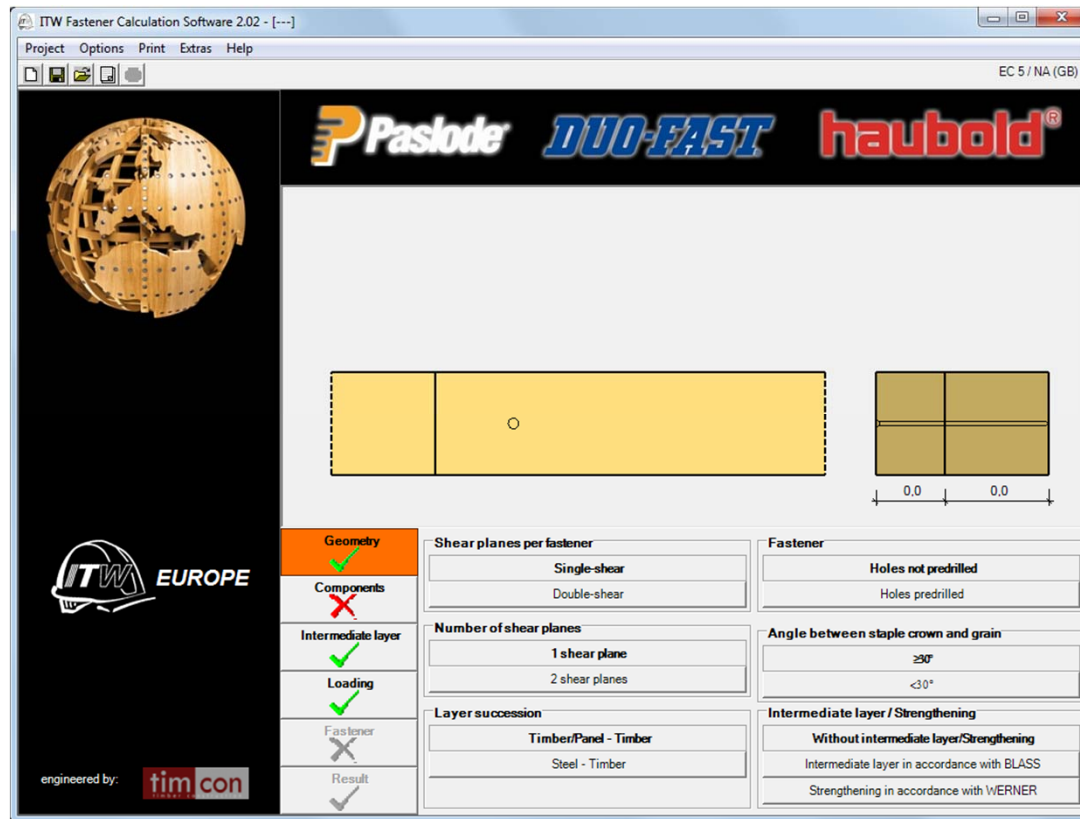 ITW Fastener Calculation Software 2.02 - [---]
Project Options Print Extras Help
EC 5 / NA (GB)
Paslode DUO-FAST haubold®
0,0 0,0
ITW EUROPE
engineered by: timcon
Geometry
Components
Intermediate layer
Loading
Fastener
Result
Shear planes per fastener
Single-shear
Double-shear
Number of shear planes
1 shear plane
2 shear planes
Layer succession
Timber/Panel - Timber
Steel - Timber
Fastener
Holes not predrilled
Holes predrilled
Angle between staple crown and grain
≥30°
<30°
Intermediate layer / Strengthening
Without intermediate layer/Strengthening
Intermediate layer in accordance with BLASS
Strengthening in accordance with WERNER